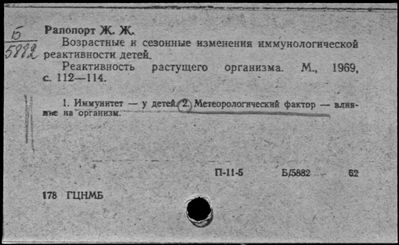 Б
5882
Рапопорт Ж. Ж.
Возрастные и сезонные изменения иммунологической
реактивности детей.
Реактивность растущего организма. М., 1969,
с. 112—114.
1. Иммунитет — у детей. 2. Метеорологический фактор — влия-
ние на организм.
П-11-5 Б/5882 62
178 ГЦНМБ